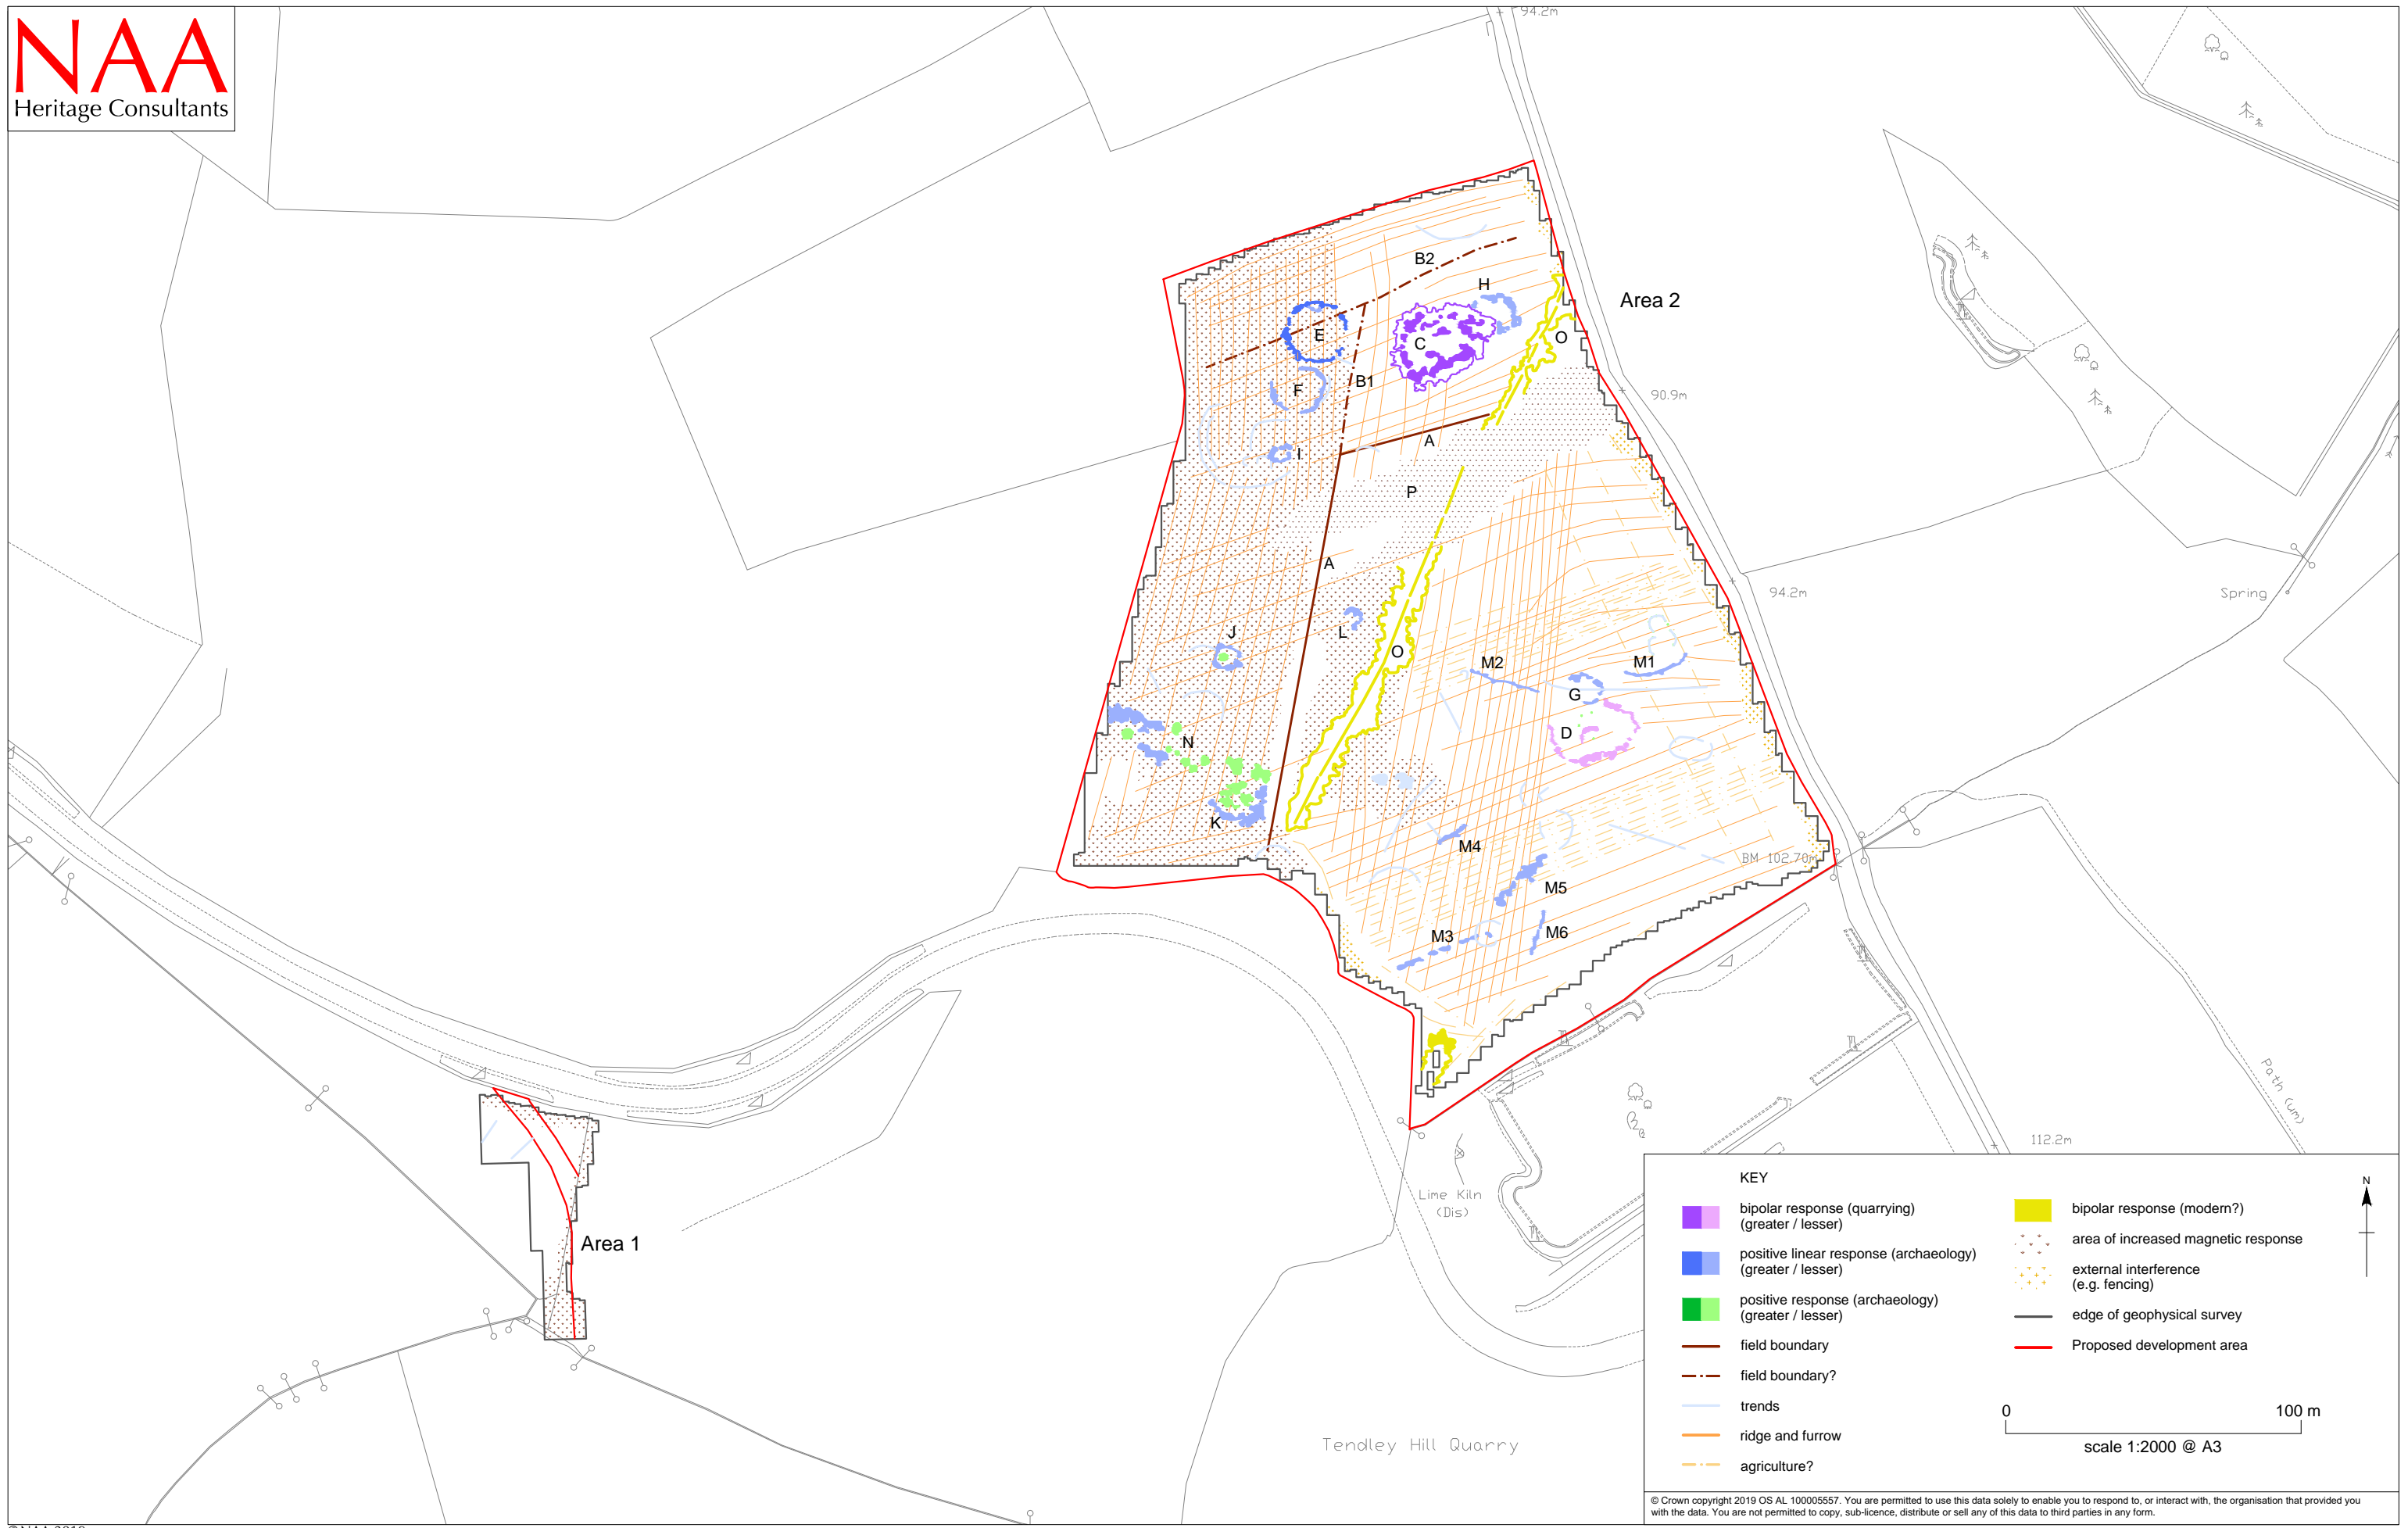 NAA
Heritage Consultants
94.2m
Area 2
B2
H
E
C
O
F
B1
90.9m
A
I
P
A
94.2m
Spring
J
L
O
M2
M1
G
D
N
K
M4
BM 102.70m
M5
M3
M6
Path (um)
112.2m
Lime Kiln
(Dis)
Area 1
Tendley Hill Quarry
KEY
bipolar response (quarrying)
(greater / lesser)
positive linear response (archaeology)
(greater / lesser)
positive response (archaeology)
(greater / lesser)
field boundary
field boundary?
trends
ridge and furrow
agriculture?
bipolar response (modern?)
area of increased magnetic response
external interference
(e.g. fencing)
edge of geophysical survey
Proposed development area
N
0 100 m
scale 1:2000 @ A3
© Crown copyright 2019 OS AL 100005557. You are permitted to use this data solely to enable you to respond to, or interact with, the organisation that provided you
with the data. You are not permitted to copy, sub-licence, distribute or sell any of this data to third parties in any form.
©NAA 2019